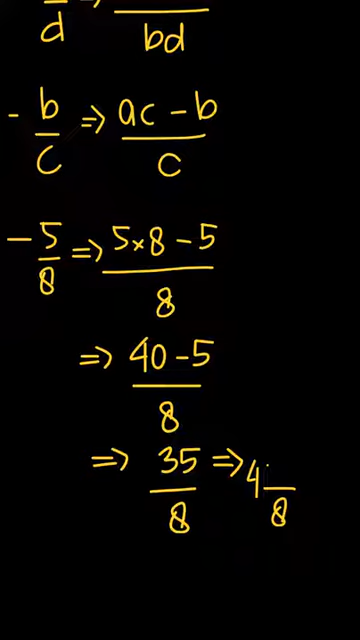 d ⇒ bd
- b/c ⇒ (ac - b)/c
- 5/8 ⇒ (5×8 - 5)/8
⇒ (40 - 5)/8
⇒ 35/8 ⇒ 4 /8